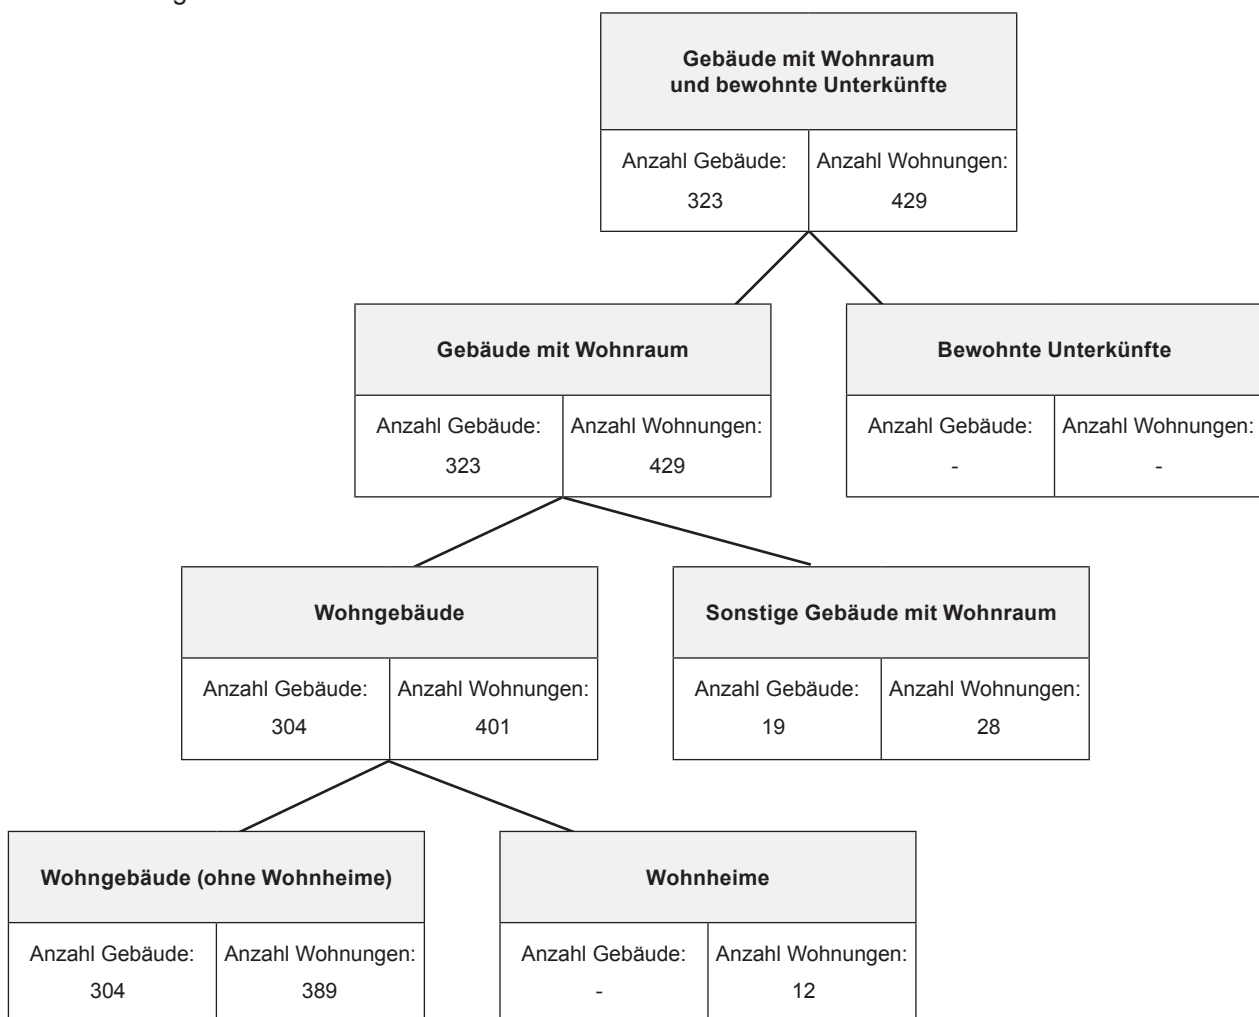 Gebäude mit Wohnraum
und bewohnte Unterkünfte
Anzahl Gebäude: Anzahl Wohnungen:
323 429
Gebäude mit Wohnraum
Anzahl Gebäude: Anzahl Wohnungen:
323 429
Bewohnte Unterkünfte
Anzahl Gebäude: Anzahl Wohnungen:
- -
Wohngebäude
Anzahl Gebäude: Anzahl Wohnungen:
304 401
Sonstige Gebäude mit Wohnraum
Anzahl Gebäude: Anzahl Wohnungen:
19 28
Wohngebäude (ohne Wohnheime)
Anzahl Gebäude: Anzahl Wohnungen:
304 389
Wohnheime
Anzahl Gebäude: Anzahl Wohnungen:
- 12